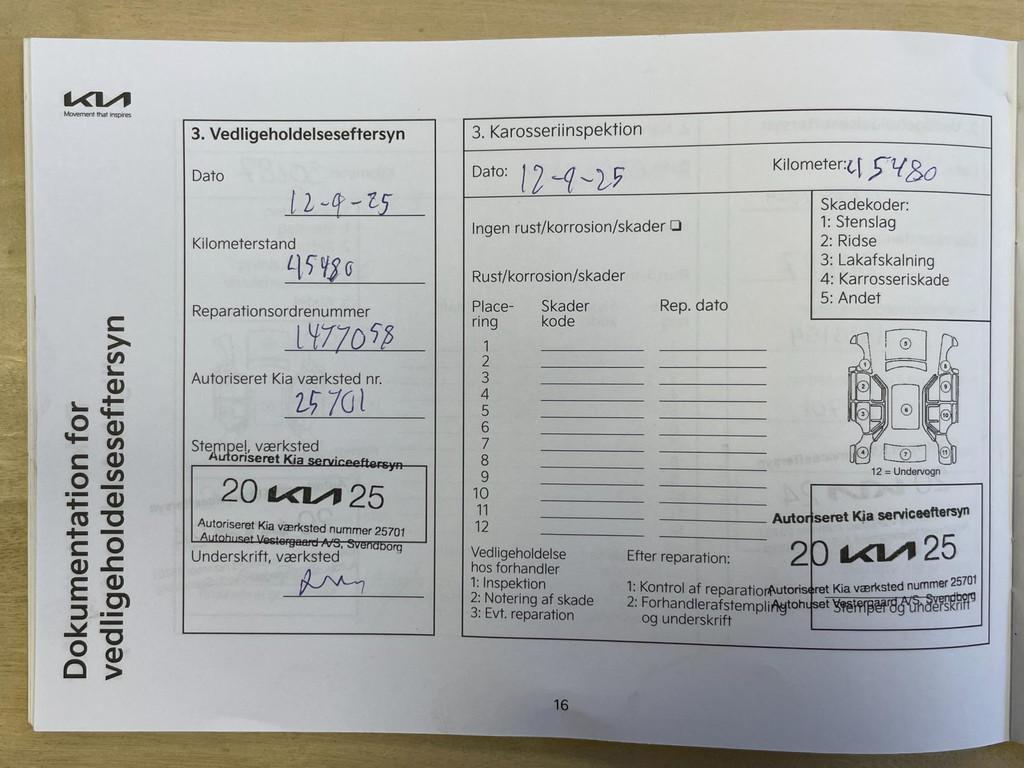 KIA
Movement that inspires
Dokumentation for
vedligeholdelseseftersyn
3. Vedligeholdelseseftersyn
Dato
12-9-25
Kilometerstand
45480
Reparationsordrenummer
1477058
Autoriseret Kia værksted nr.
25701
Stempel, værksted
Autoriseret Kia serviceeftersyn
20 KIA 25
Autoriseret Kia værksted nummer 25701
Autohuset Vestergaard A/S, Svendborg
Underskrift, værksted
3. Karosseriinspektion
Dato: 12-9-25 Kilometer: 45480
Ingen rust/korrosion/skader ❏
Skadekoder:
1: Stenslag
2: Ridse
3: Lakafskalning
4: Karrosseriskade
5: Andet
Rust/korrosion/skader
Place- Skader Rep. dato
ring kode
1
2
3
4
5
6
7
8
9
10
11
12
12 = Undervogn
Vedligeholdelse
hos forhandler
1: Inspektion
2: Notering af skade
3: Evt. reparation
Efter reparation:
1: Kontrol af reparation
2: Forhandlerafstempling
og underskrift
Autoriseret Kia serviceeftersyn
20 KIA 25
Autoriseret Kia værksted nummer 25701
Autohuset Vestergaard A/S, Svendborg
Stempel og underskrift
16